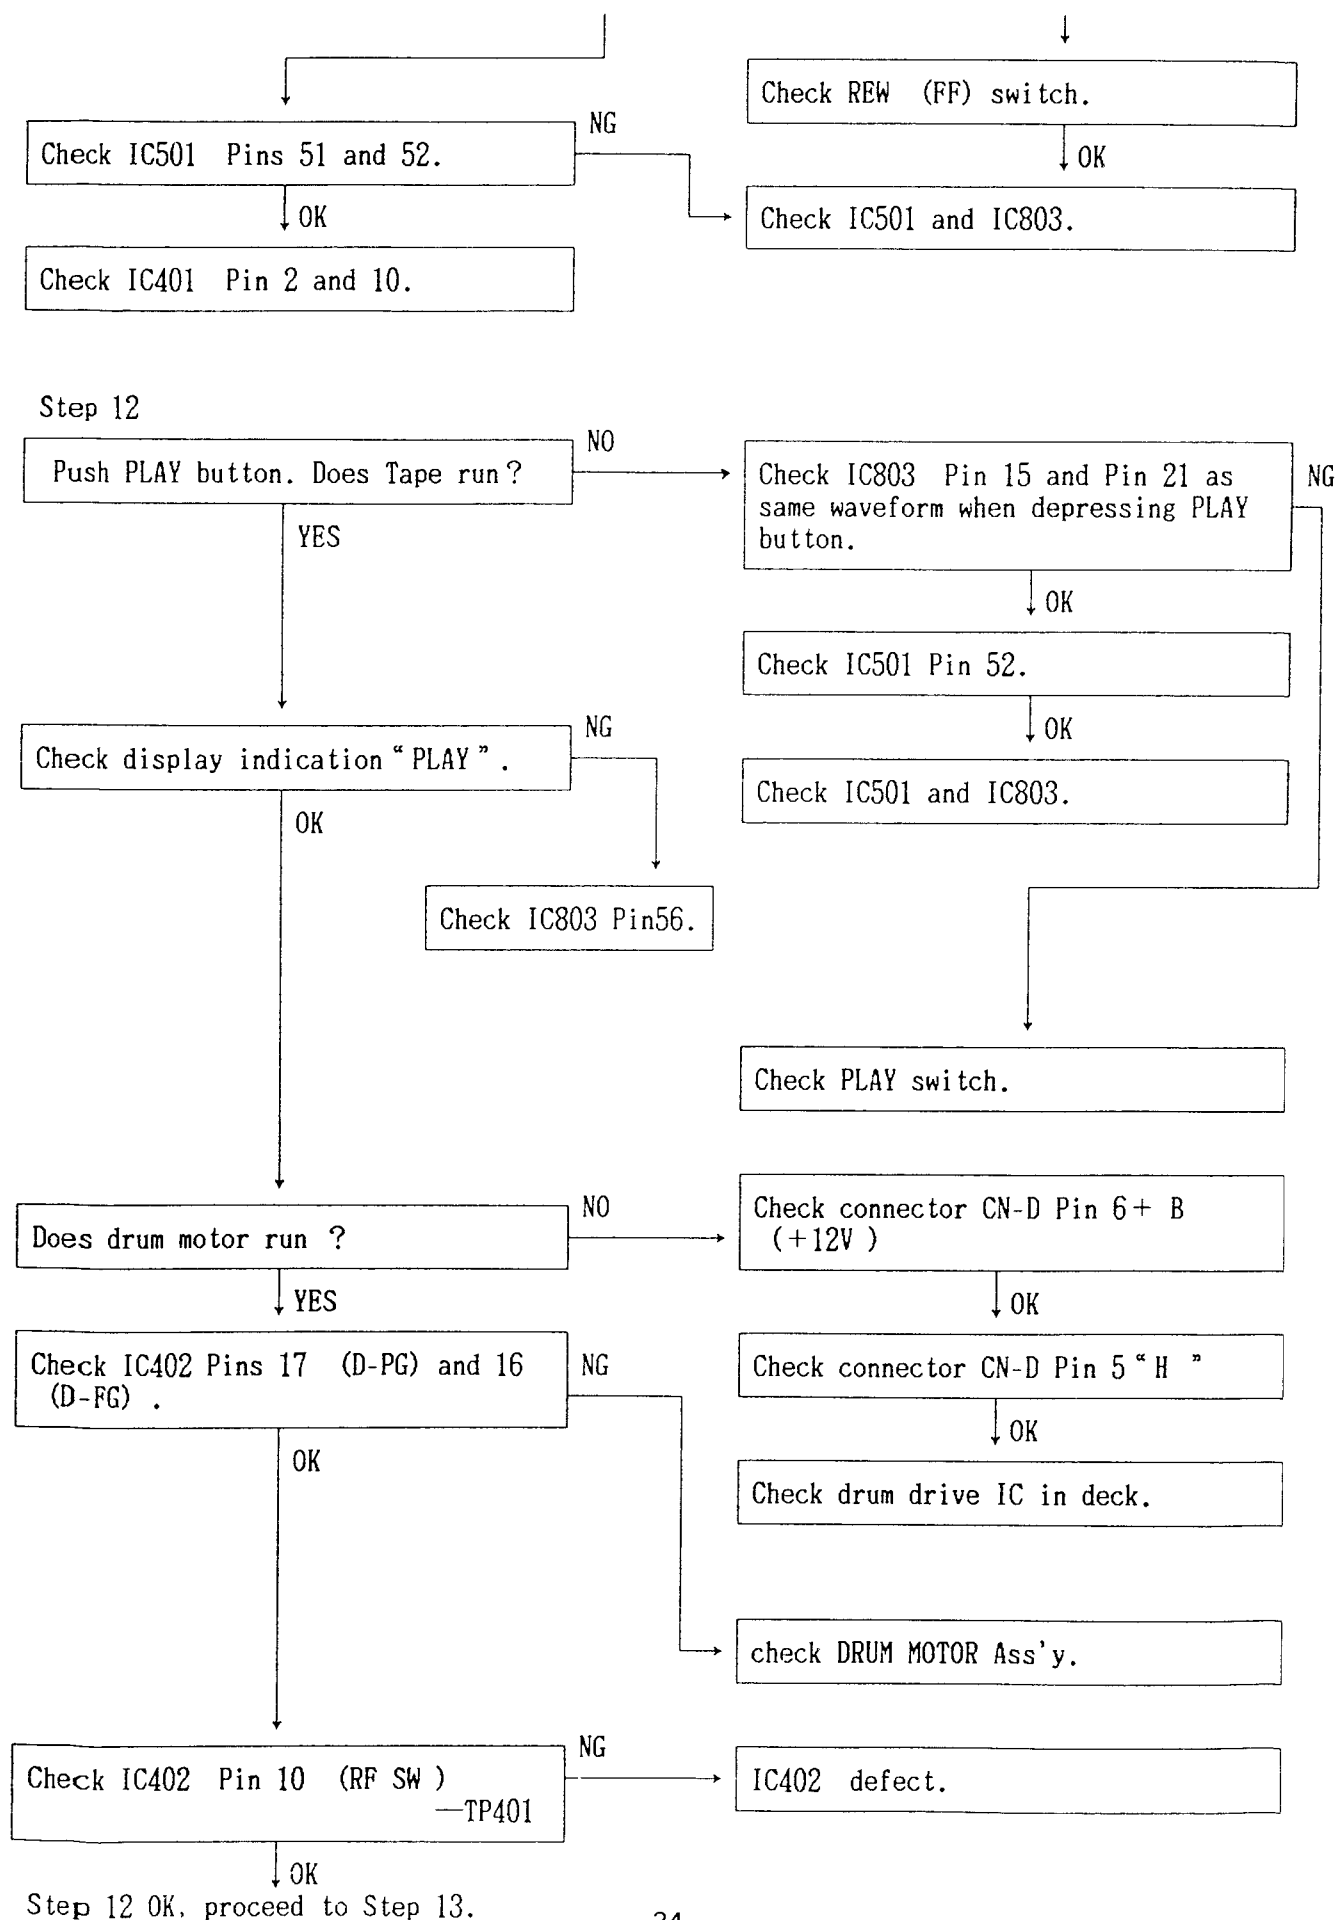 Check REW (FF) switch.
NG
Check IC501 Pins 51 and 52.
OK
OK
Check IC501 and IC803.
Check IC401 Pin 2 and 10.
Step 12
Push PLAY button. Does Tape run?
NO
Check IC803 Pin 15 and Pin 21 as
same waveform when depressing PLAY
button.
NG
YES
OK
Check IC501 Pin 52.
OK
Check display indication “PLAY”.
NG
Check IC501 and IC803.
OK
Check IC803 Pin56.
Check PLAY switch.
Does drum motor run ?
NO
Check connector CN-D Pin 6+ B
(+12V )
YES
OK
Check IC402 Pins 17 (D-PG) and 16
(D-FG) .
NG
Check connector CN-D Pin 5 “H ”
OK
OK
Check drum drive IC in deck.
check DRUM MOTOR Ass'y.
Check IC402 Pin 10 (RF SW )
—TP401
NG
IC402 defect.
OK
Step 12 OK, proceed to Step 13.